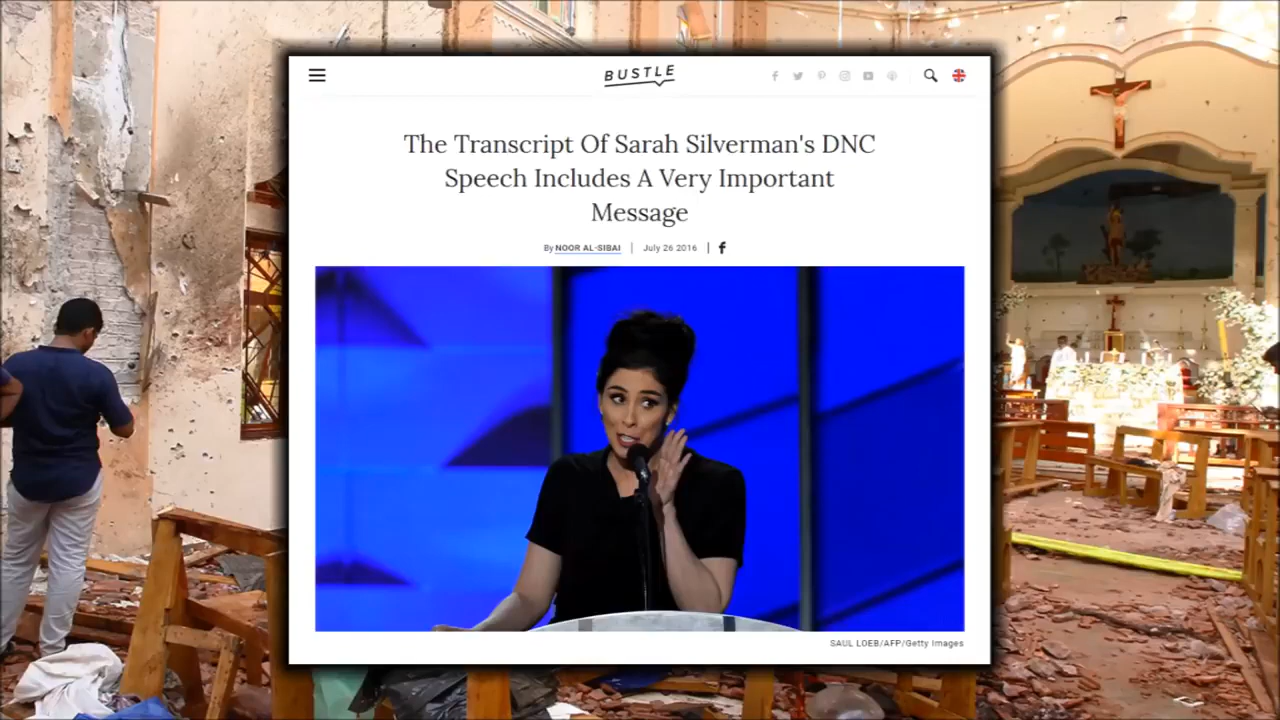 BUSTLE
The Transcript Of Sarah Silverman's DNC
Speech Includes A Very Important
Message
By NOOR AL-SIBAI | July 26 2016 |
SAUL LOEB/AFP/Getty Images